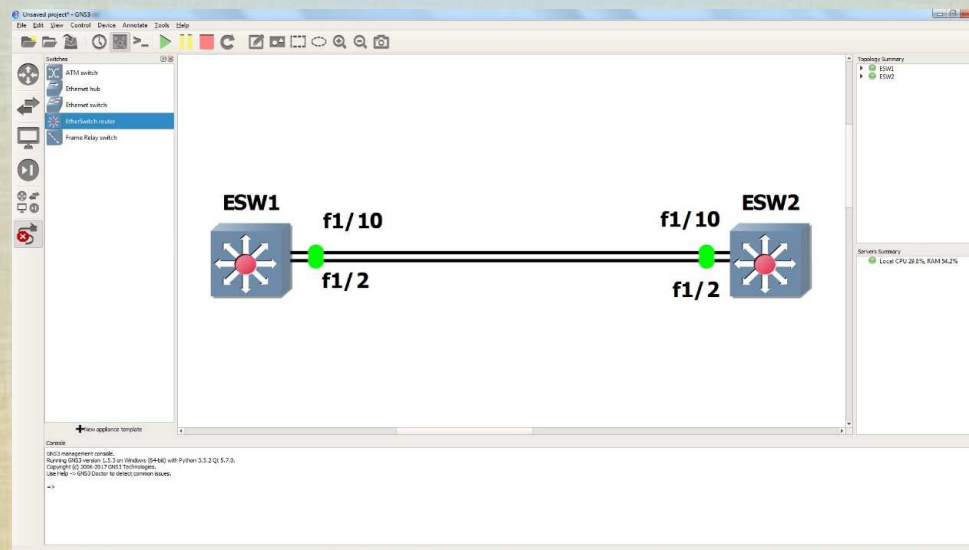 Unsaved project* - GNS3
File Edit View Control Device Annotate Tools Help
Switches
ATM switch
Ethernet hub
Ethernet switch
EtherSwitch router
Frame Relay switch
New appliance template
ESW1
f1/10
f1/2
ESW2
f1/10
f1/2
Topology Summary
ESW1
ESW2
Servers Summary
Local CPU 29.8%, RAM 54.2%
Console
GNS3 management console.
Running GNS3 version 1.5.3 on Windows (64-bit) with Python 3.5.2 Qt 5.7.0.
Copyright (c) 2006-2017 GNS3 Technologies.
Use Help -> GNS3 Doctor to detect common issues.
=>